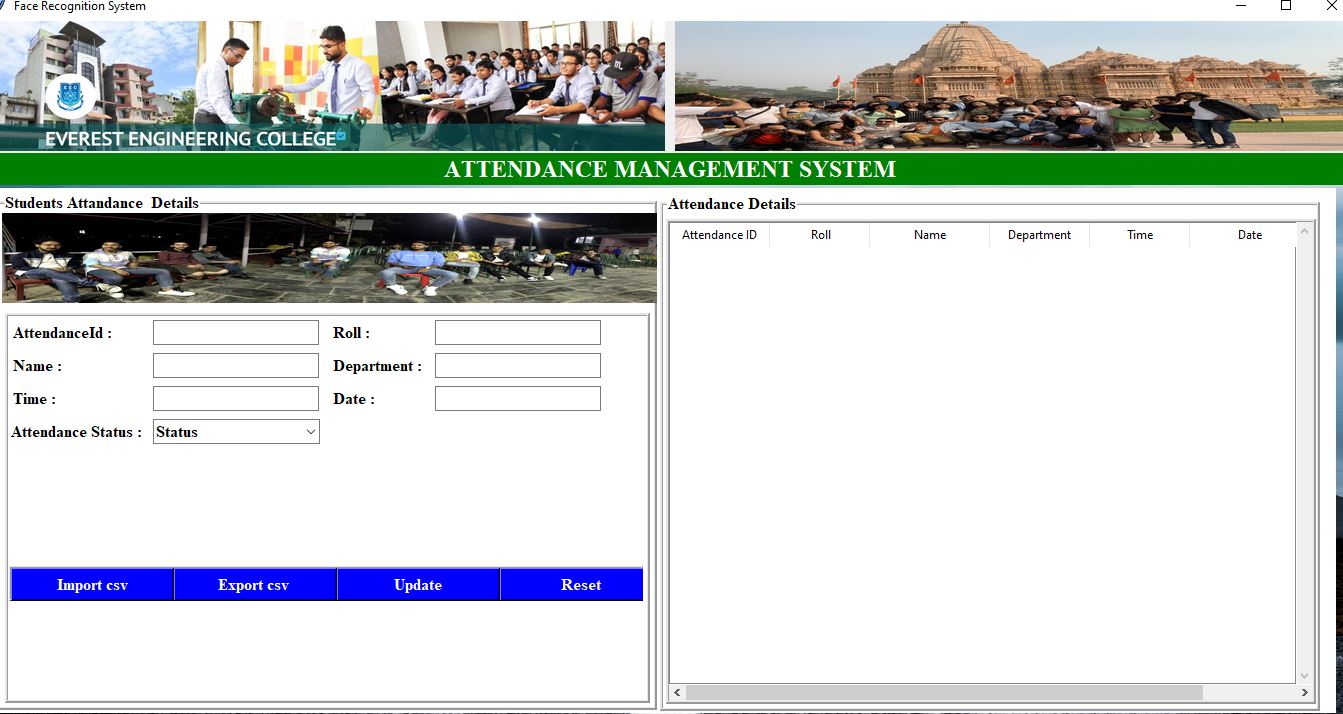 Face Recognition System
EEC
EVEREST ENGINEERING COLLEGE
ATTENDANCE MANAGEMENT SYSTEM
Students Attandance Details
AttendanceId :
Roll :
Name :
Department :
Time :
Date :
Attendance Status :
Status
Import csv
Export csv
Update
Reset
Attendance Details
Attendance ID
Roll
Name
Department
Time
Date